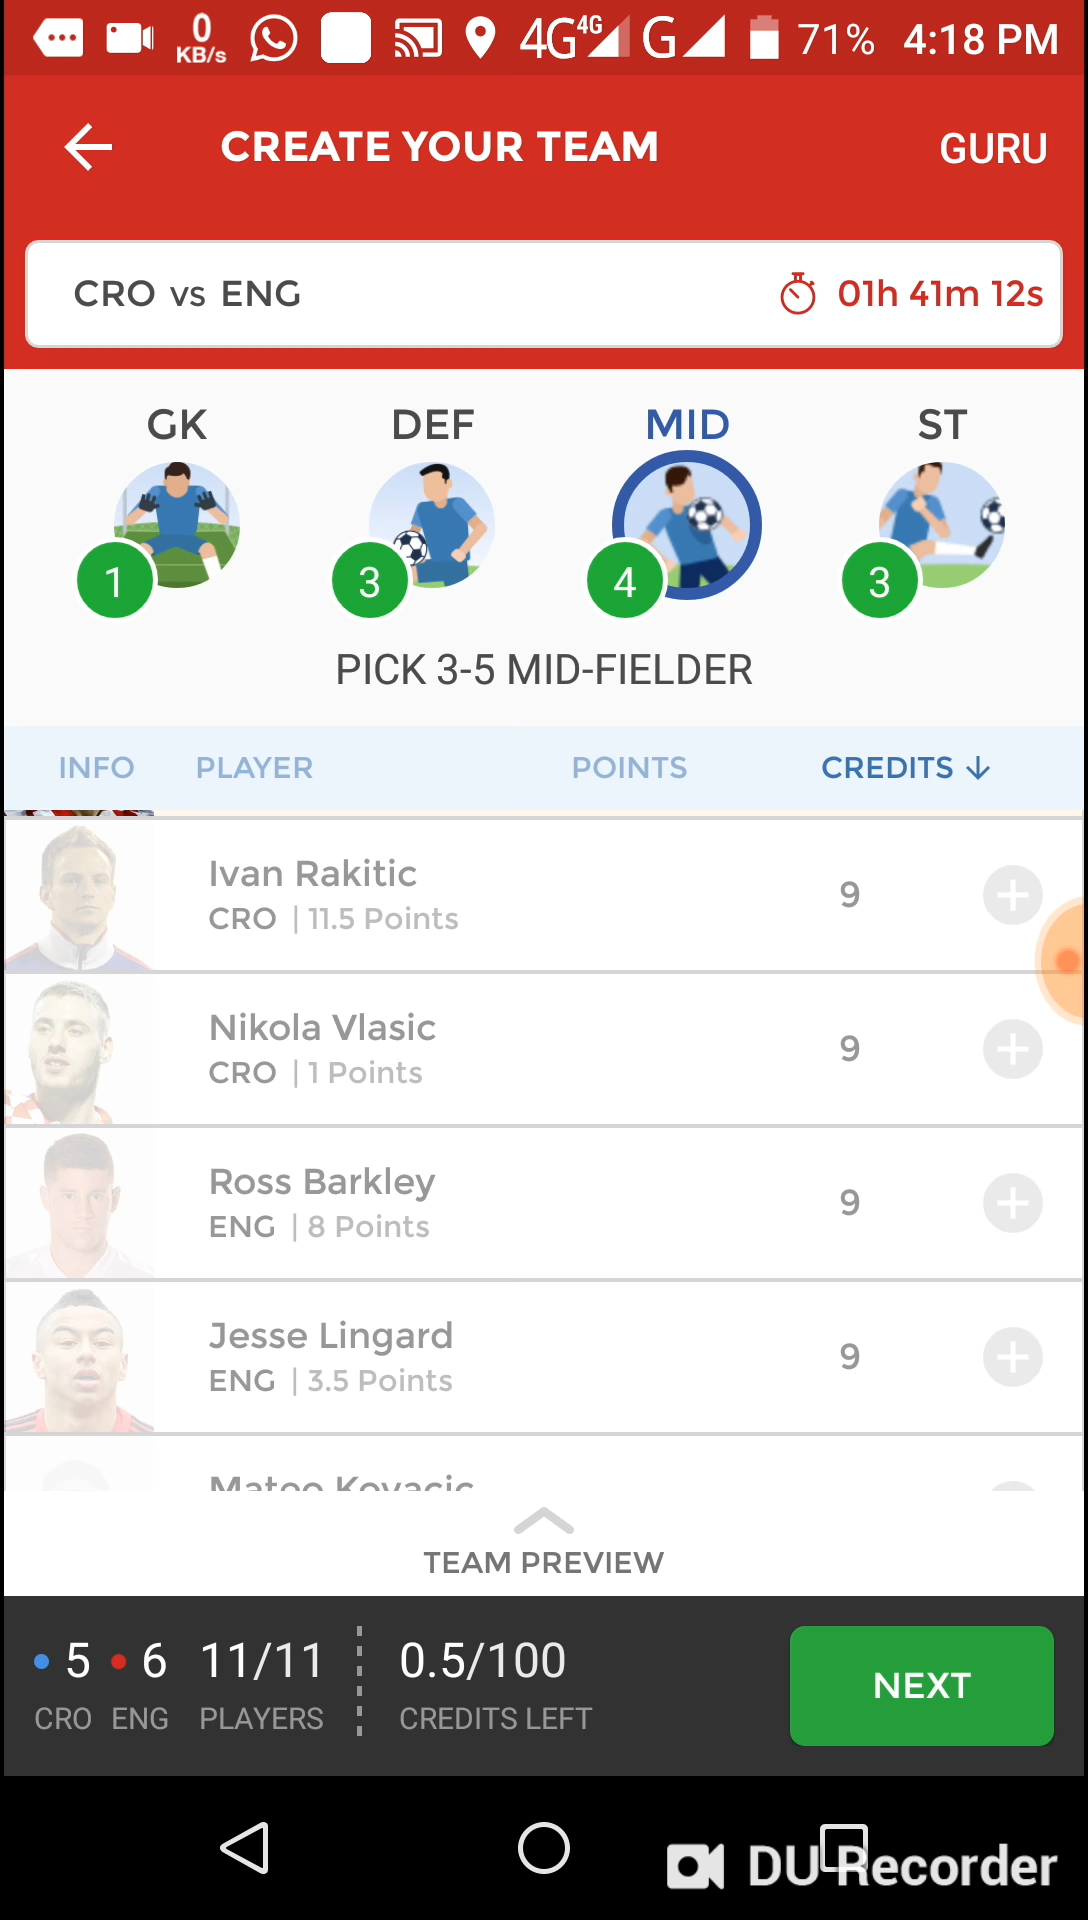 0 KB/s 4G 4G G 71% 4:18 PM
CREATE YOUR TEAM GURU
CRO vs ENG 01h 41m 12s
GK DEF MID ST
1 3 4 3
PICK 3-5 MID-FIELDER
INFO PLAYER POINTS CREDITS
Ivan Rakitic
CRO | 11.5 Points 9
Nikola Vlasic
CRO | 1 Points 9
Ross Barkley
ENG | 8 Points 9
Jesse Lingard
ENG | 3.5 Points 9
Mateo Kovacic
TEAM PREVIEW
5 6 11/11 0.5/100
CRO ENG PLAYERS CREDITS LEFT
NEXT
DU Recorder